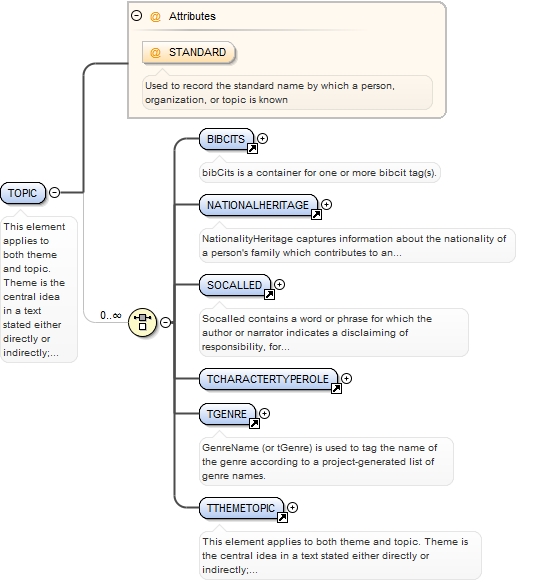 @ Attributes
@ STANDARD
Used to record the standard name by which a person,
organization, or topic is known
TOPIC
This element
applies to
both theme
and topic.
Theme is the
central idea
in a text
stated either
directly or
indirectly;...
0..∞
BIBCITS
bibCits is a container for one or more bibcit tag(s).
NATIONALHERITAGE
NationalityHeritage captures information about the nationality of
a person's family which contributes to an...
SOCALLED
Socalled contains a word or phrase for which the
author or narrator indicates a disclaiming of
responsibility, for...
TCHARACTERTYPEROLE
TGENRE
GenreName (or tGenre) is used to tag the name of
the genre according to a project-generated list of
genre names.
TTHEMETOPIC
This element applies to both theme and topic. Theme is
the central idea in a text stated either directly or
indirectly;...